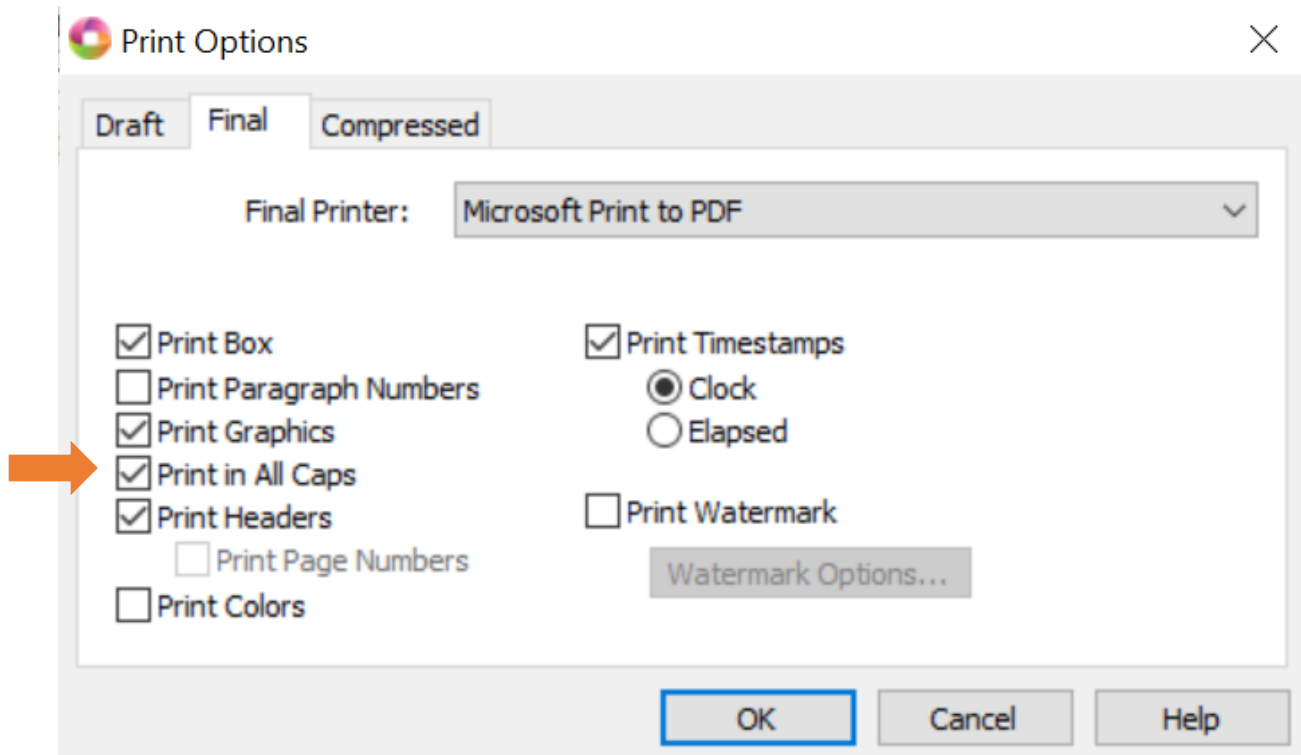 Print Options
Draft Final Compressed
Final Printer: Microsoft Print to PDF
Print Box
Print Paragraph Numbers
Print Graphics
Print in All Caps
Print Headers
Print Page Numbers
Print Colors
Print Timestamps
Clock
Elapsed
Print Watermark
Watermark Options...
OK Cancel Help